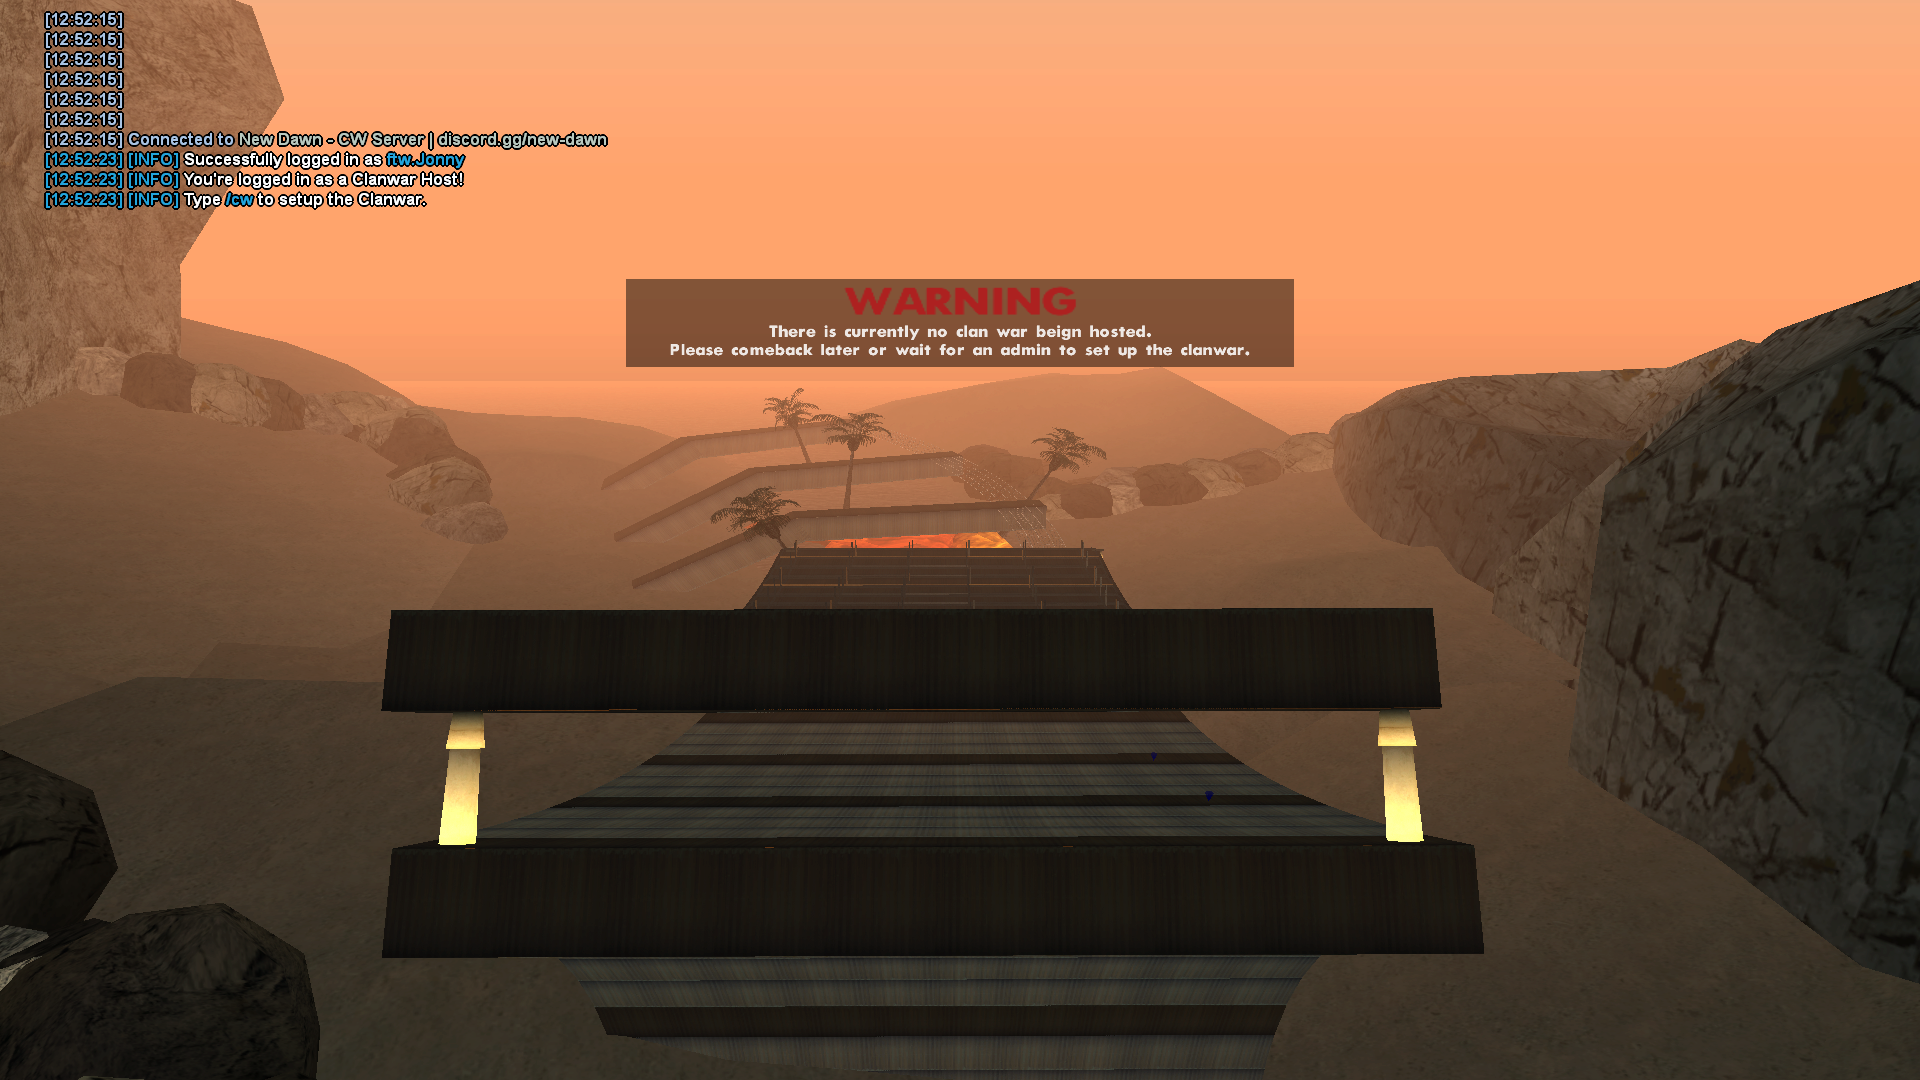 [12:52:15]
[12:52:15]
[12:52:15]
[12:52:15]
[12:52:15]
[12:52:15]
[12:52:15] Connected to New Dawn - CW Server | discord.gg/new-dawn
[12:52:23] [INFO] Successfully logged in as ftw.Jonny
[12:52:23] [INFO] You're logged in as a Clanwar Host!
[12:52:23] [INFO] Type /cw to setup the Clanwar.
WARNING
There is currently no clan war beign hosted.
Please comeback later or wait for an admin to set up the clanwar.